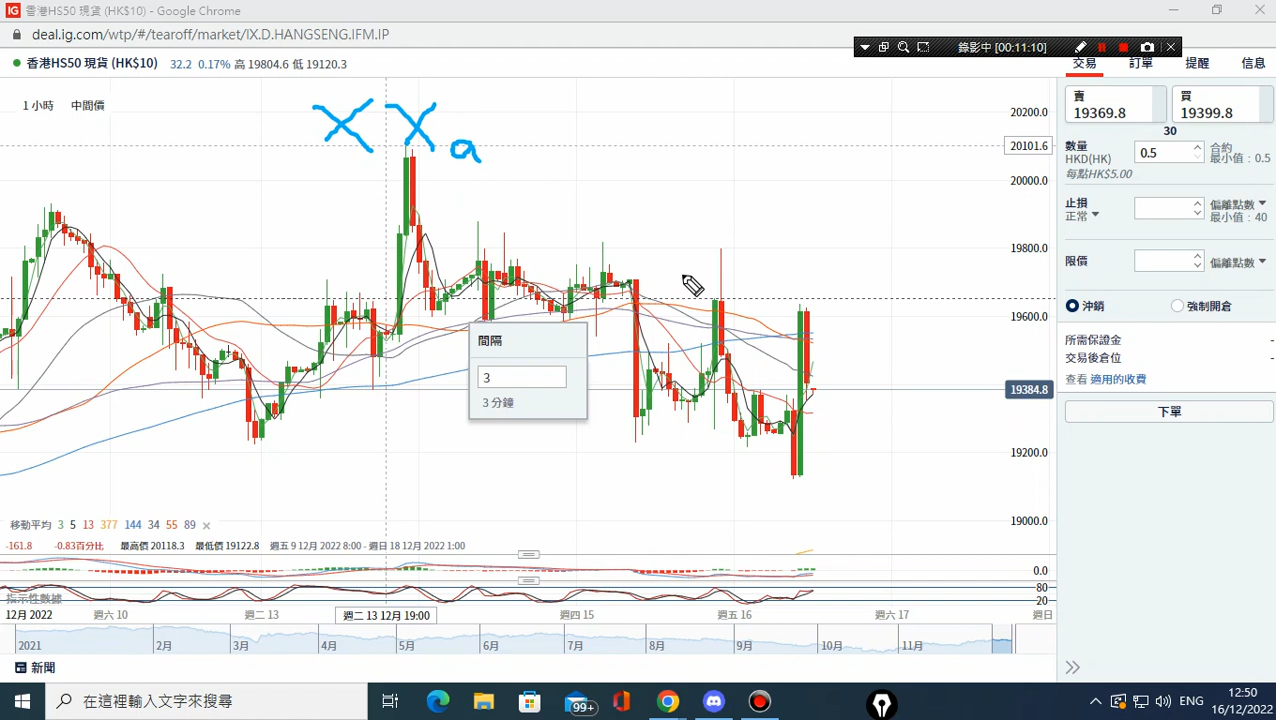 IG 香港HS50 現貨 (HK$10) - Google Chrome
deal.ig.com/wtp/#/tearoff/market/IX.D.HANGSENG.IFM.IP
錄影中 [00:11:10]
香港HS50 現貨 (HK$10) 32.2 0.17% 高 19804.6 低 19120.3
交易 訂單 提醒 信息
1 小時 中間價
a
20200.0
20101.6
20000.0
19800.0
19600.0
19384.8
19200.0
19000.0
賣
19369.8
買
19399.8
30
數量
HKD(HK)
0.5
合約
最小值 : 0.5
每點HK$5.00
止損
正常
偏離點數
最小值 : 40
限價
偏離點數
沖銷 強制開倉
所需保證金 -
交易後倉位 -
查看 適用的收費
下單
間隔
3
3 分鐘
移動平均 3 5 13 377 144 34 55 89
-161.8 -0.83百分比 最高價 20118.3 最低價 19122.8 週五 9 12月 2022 8:00 - 週日 18 12月 2022 1:00
0.0
80
20
指示性數據
12月 2022 週六 10 週二 13 週二 13 12月 19:00 週四 15 週五 16 週六 17 週日
2021 2月 3月 4月 5月 6月 7月 8月 9月 10月 11月
新聞
在這裡輸入文字來搜尋
99+
ENG
12:50
16/12/2022